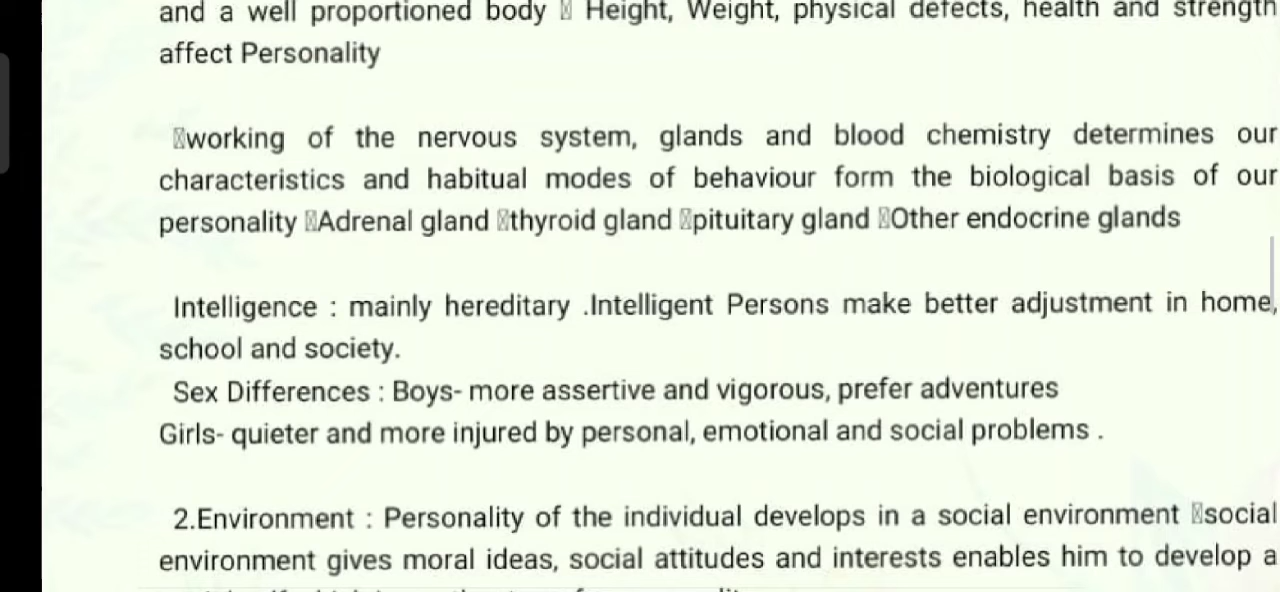 and a well proportioned body ▯ Height, Weight, physical defects, health and strength
affect Personality
▯working of the nervous system, glands and blood chemistry determines our
characteristics and habitual modes of behaviour form the biological basis of our
personality ▯Adrenal gland ▯thyroid gland ▯pituitary gland ▯Other endocrine glands
Intelligence : mainly hereditary .Intelligent Persons make better adjustment in home,
school and society.
Sex Differences : Boys- more assertive and vigorous, prefer adventures
Girls- quieter and more injured by personal, emotional and social problems .
2.Environment : Personality of the individual develops in a social environment ▯social
environment gives moral ideas, social attitudes and interests enables him to develop a